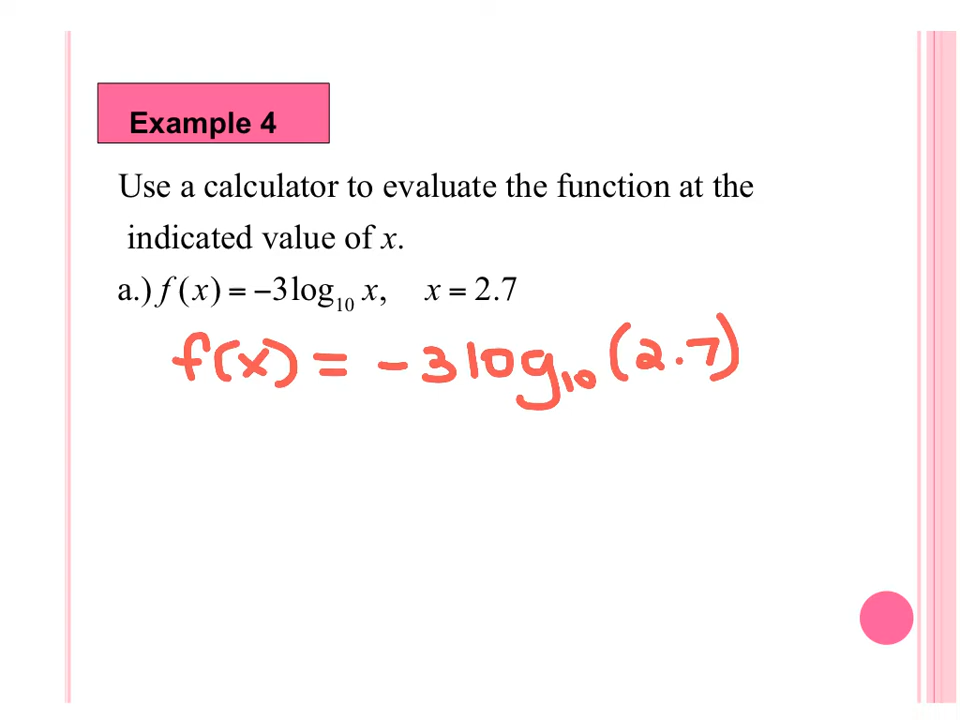 Example 4
Use a calculator to evaluate the function at the
indicated value of x.
a.) f(x) = −3log₁₀ x, x = 2.7
f(x) = -3log₁₀(2.7)